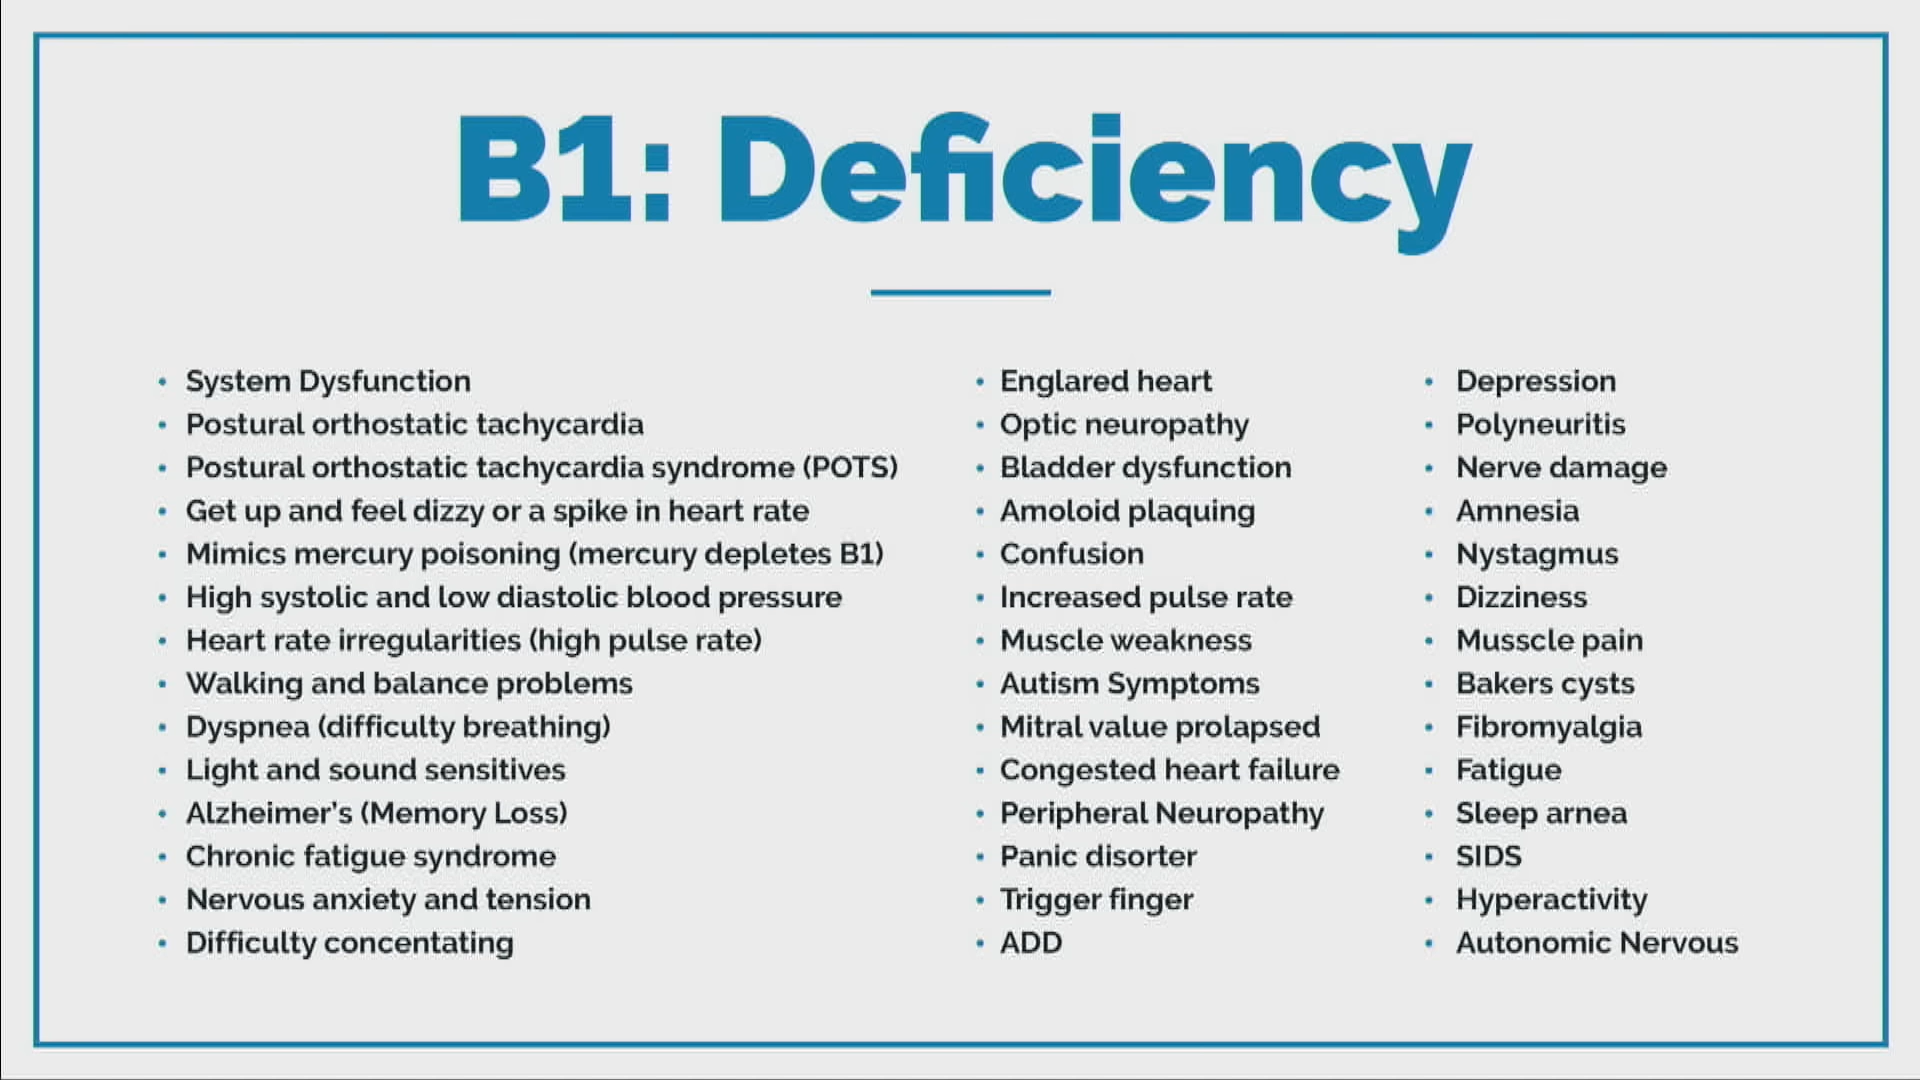 B1: Deficiency
System Dysfunction
Postural orthostatic tachycardia
Postural orthostatic tachycardia syndrome (POTS)
Get up and feel dizzy or a spike in heart rate
Mimics mercury poisoning (mercury depletes B1)
High systolic and low diastolic blood pressure
Heart rate irregularities (high pulse rate)
Walking and balance problems
Dyspnea (difficulty breathing)
Light and sound sensitives
Alzheimer's (Memory Loss)
Chronic fatigue syndrome
Nervous anxiety and tension
Difficulty concentating
Englared heart
Optic neuropathy
Bladder dysfunction
Amoloid plaquing
Confusion
Increased pulse rate
Muscle weakness
Autism Symptoms
Mitral value prolapsed
Congested heart failure
Peripheral Neuropathy
Panic disorter
Trigger finger
ADD
Depression
Polyneuritis
Nerve damage
Amnesia
Nystagmus
Dizziness
Musscle pain
Bakers cysts
Fibromyalgia
Fatigue
Sleep arnea
SIDS
Hyperactivity
Autonomic Nervous